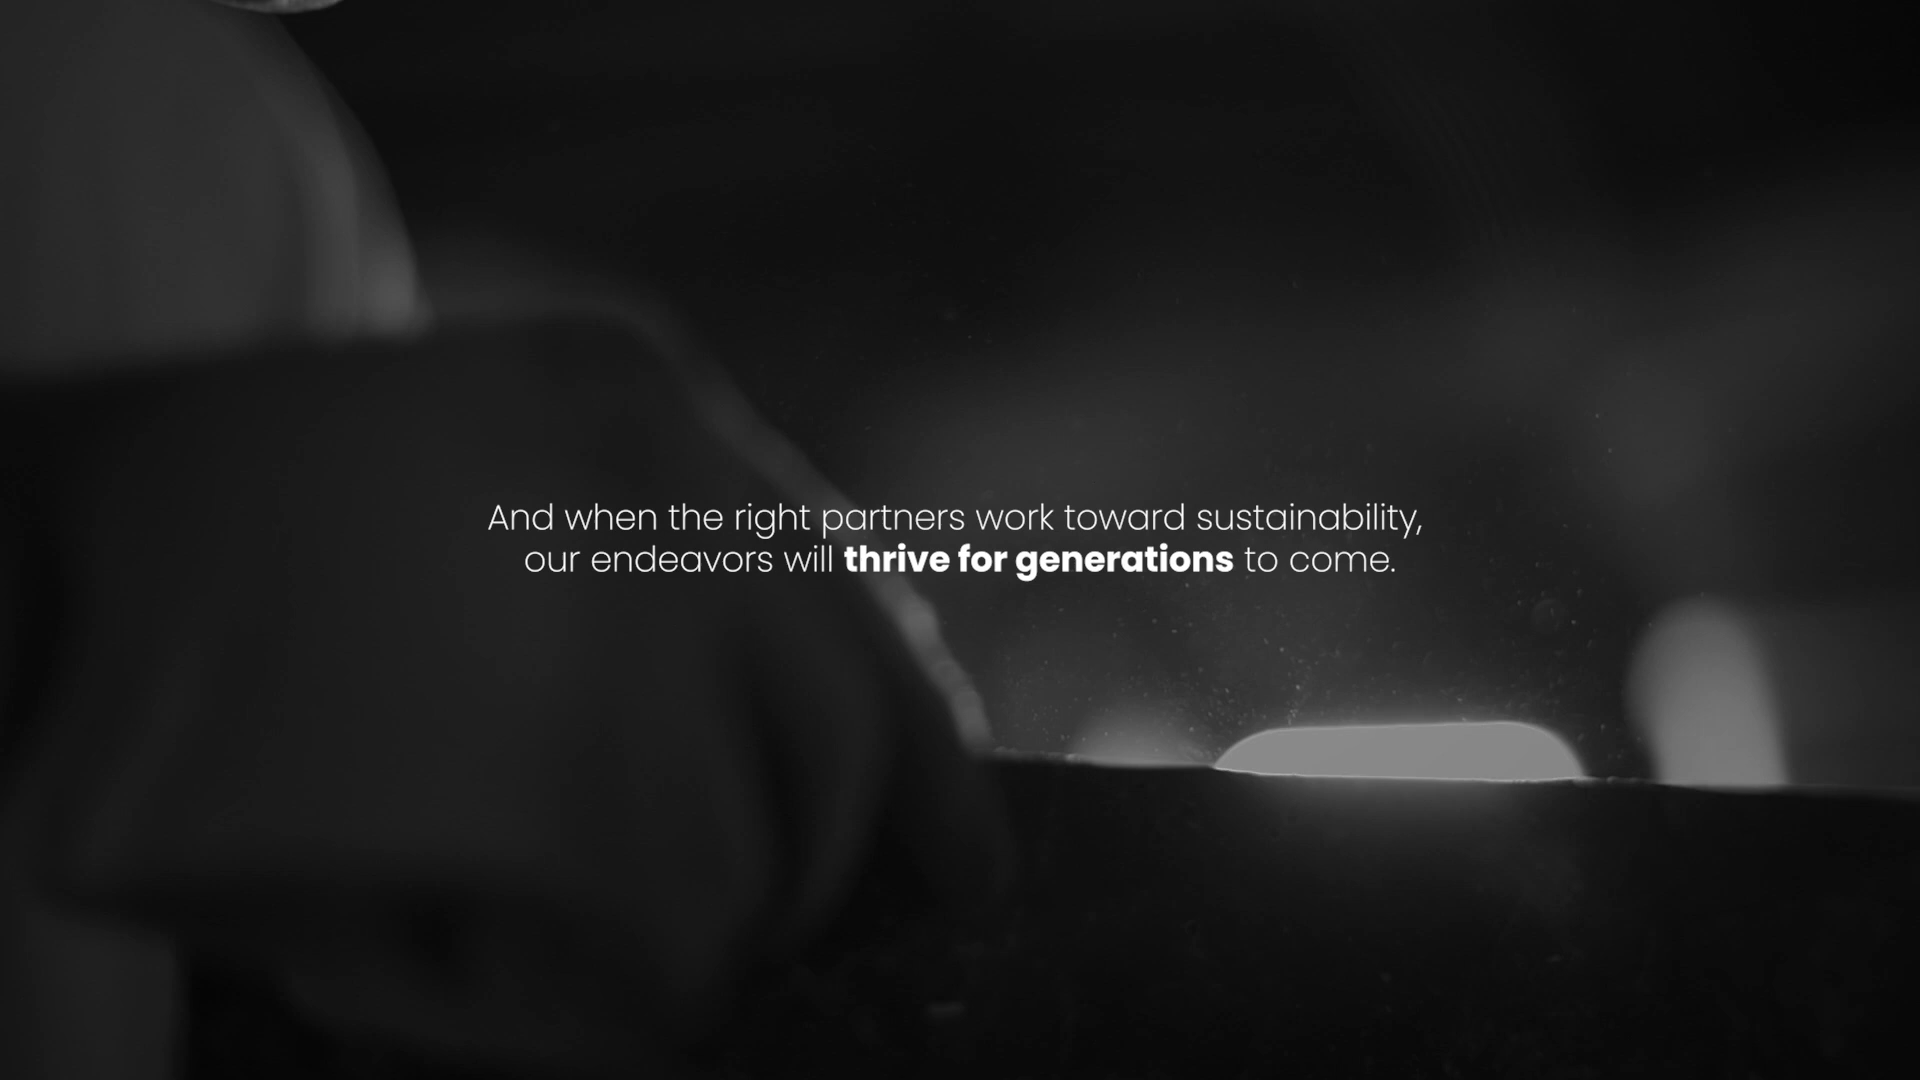 And when the right partners work toward sustainability,
our endeavors will thrive for generations to come.